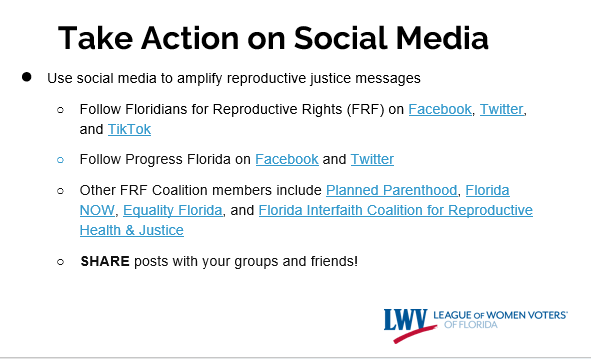 Take Action on Social Media
● Use social media to amplify reproductive justice messages
○ Follow Floridians for Reproductive Rights (FRF) on Facebook, Twitter,
and TikTok
○ Follow Progress Florida on Facebook and Twitter
○ Other FRF Coalition members include Planned Parenthood, Florida
NOW, Equality Florida, and Florida Interfaith Coalition for Reproductive
Health & Justice
○ SHARE posts with your groups and friends!
LWV LEAGUE OF WOMEN VOTERS®
OF FLORIDA